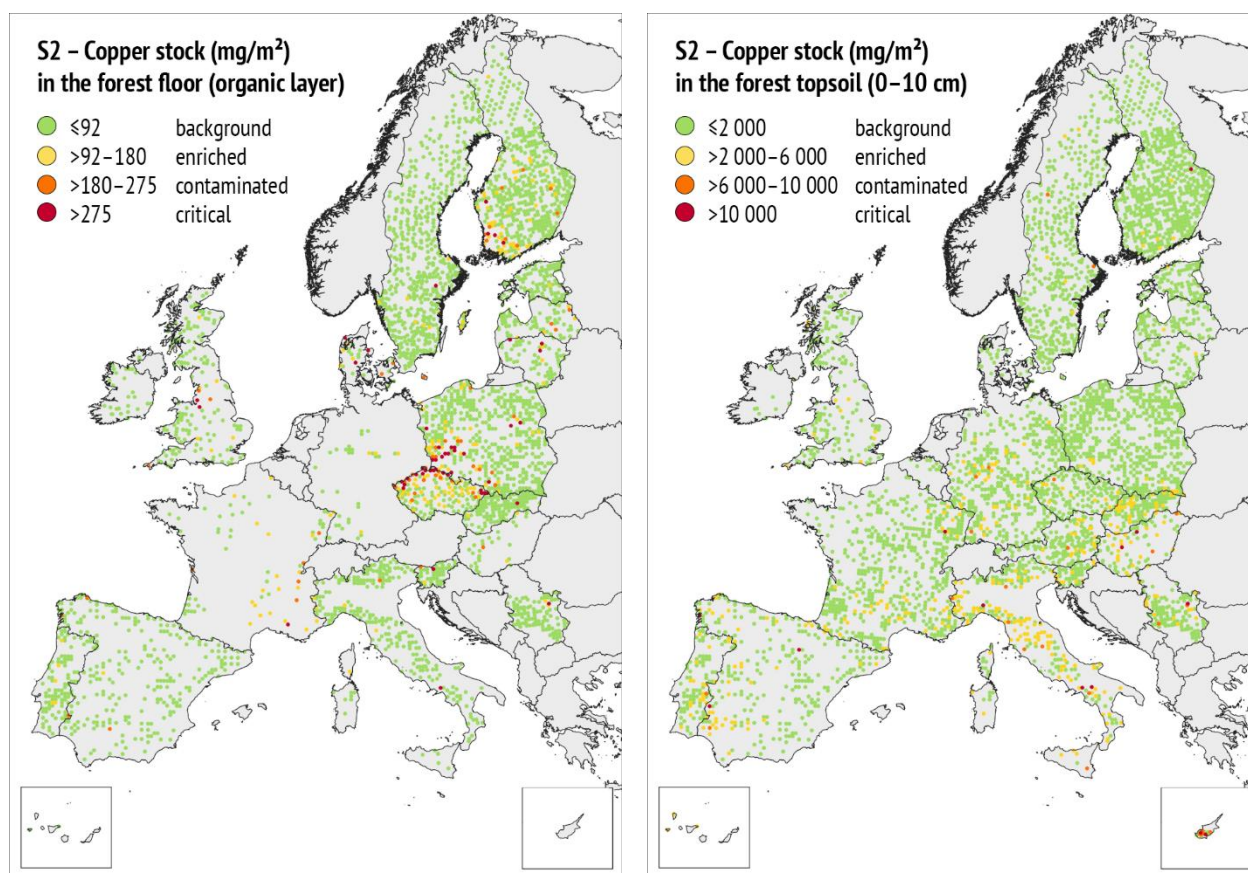 S2 – Copper stock (mg/m²)
in the forest floor (organic layer)
⩽92 background
>92–180 enriched
>180–275 contaminated
>275 critical
S2 – Copper stock (mg/m²)
in the forest topsoil (0–10 cm)
⩽2 000 background
>2 000–6 000 enriched
>6 000–10 000 contaminated
>10 000 critical